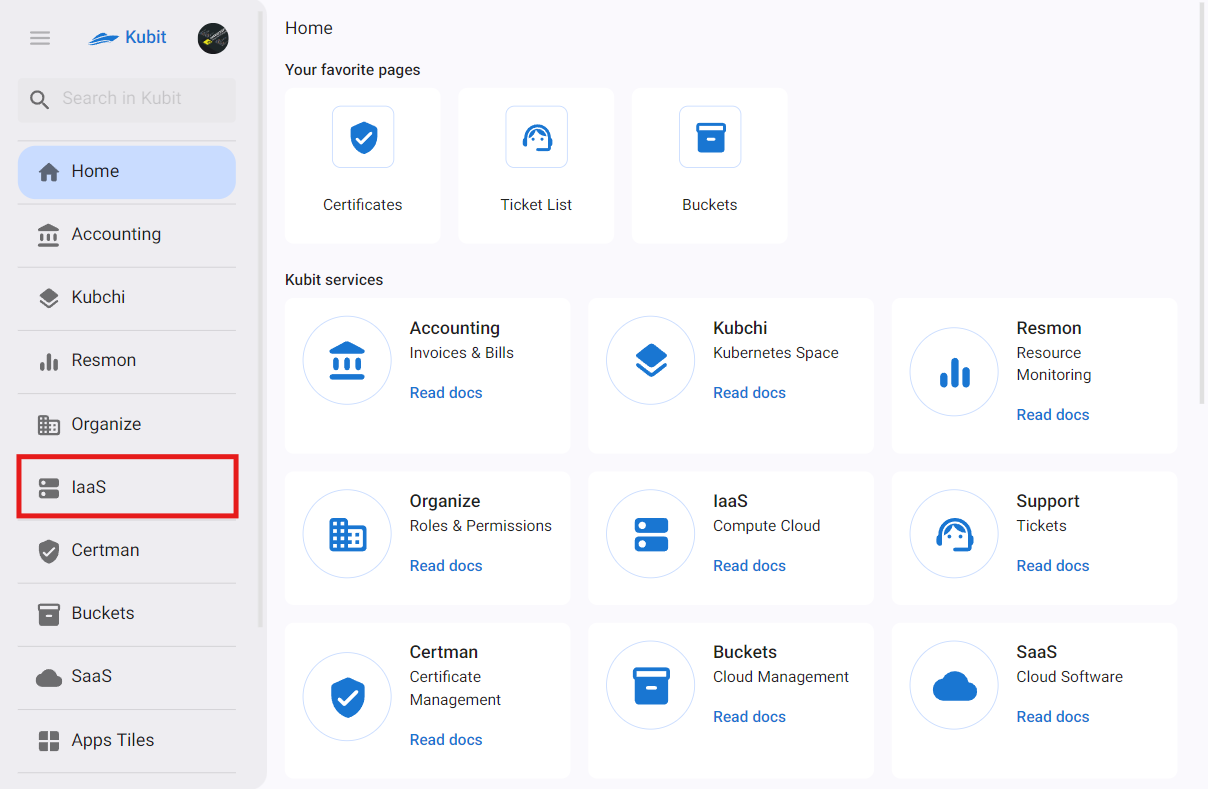 Kubit
Search in Kubit
Home
Accounting
Kubchi
Resmon
Organize
IaaS
Certman
Buckets
SaaS
Apps Tiles
Home
Your favorite pages
Certificates
Ticket List
Buckets
Kubit services
Accounting
Invoices & Bills
Read docs
Kubchi
Kubernetes Space
Read docs
Resmon
Resource
Monitoring
Read docs
Organize
Roles & Permissions
Read docs
IaaS
Compute Cloud
Read docs
Support
Tickets
Read docs
Certman
Certificate
Management
Read docs
Buckets
Cloud Management
Read docs
SaaS
Cloud Software
Read docs